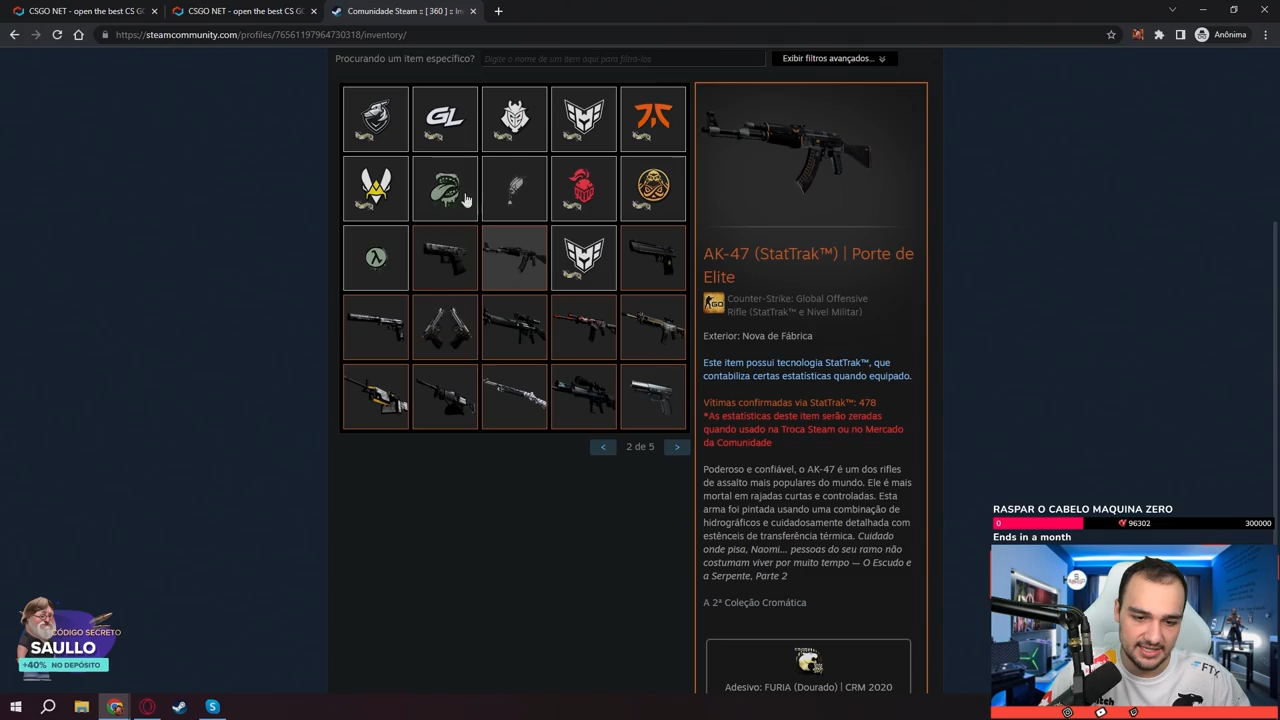 CSGO NET - open the best CS G
CSGO NET - open the best CS G
Comunidade Steam :: [ 360 ] :: In
https://steamcommunity.com/profiles/76561197964730318/inventory/
Anônima
Procurando um item específico?
Digite o nome de um item aqui para filtrá-los
Exibir filtros avançados...
GL
AK-47 (StatTrak™) | Porte de
Elite
Counter-Strike: Global Offensive
Rifle (StatTrak™ e Nível Militar)
Exterior: Nova de Fábrica
Este item possui tecnologia StatTrak™, que
contabiliza certas estatísticas quando equipado.
Vítimas confirmadas via StatTrak™: 478
*As estatísticas deste item serão zeradas
quando usado na Troca Steam ou no Mercado
da Comunidade
< 2 de 5 >
Poderoso e confiável, o AK-47 é um dos rifles
de assalto mais populares do mundo. Ele é mais
mortal em rajadas curtas e controladas. Esta
arma foi pintada usando uma combinação de
hidrográficos e cuidadosamente detalhada com
estênceis de transferência térmica. Cuidado
onde pisa, Naomi... pessoas do seu ramo não
costumam viver por muito tempo — O Escudo e
a Serpente, Parte 2
A 2ª Coleção Cromática
Adesivo: FURIA (Dourado) | CRM 2020
RASPAR O CABELO MAQUINA ZERO
0 96302 300000
Ends in a month
CÓDIGO SECRETO
SAULLO
+40% NO DEPÓSITO
FTX